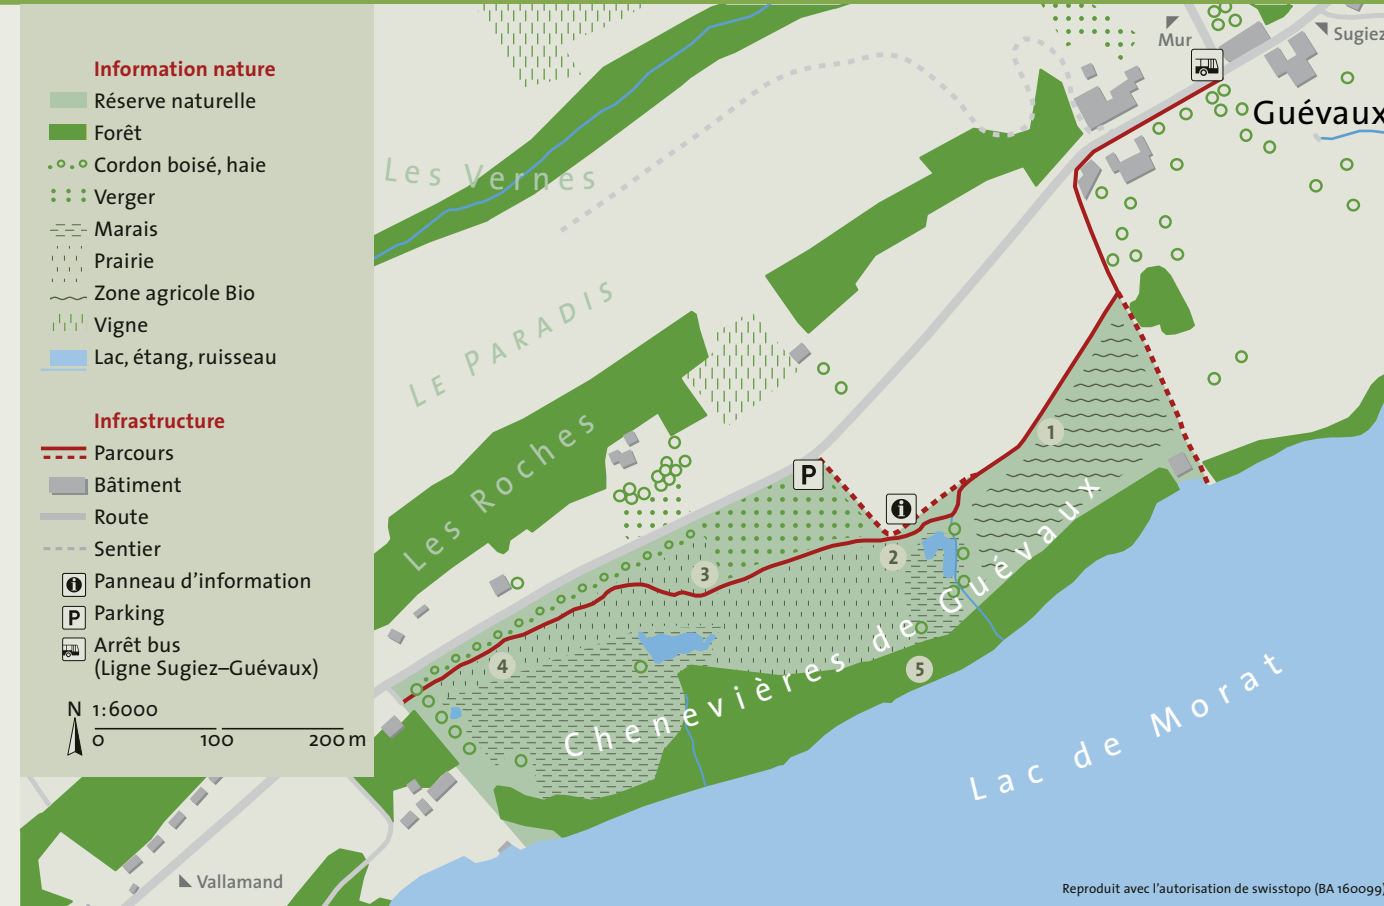 Information nature
Réserve naturelle
Forêt
Cordon boisé, haie
Verger
Marais
Prairie
Zone agricole Bio
Vigne
Lac, étang, ruisseau
Infrastructure
Parcours
Bâtiment
Route
Sentier
Panneau d'information
P Parking
Arrêt bus
(Ligne Sugiez–Guévaux)
N 1:6000
0 100 200 m
Mur
Sugiez
Guévaux
Les Vernes
Le Paradis
Les Roches
P
1
2
3
4
5
Chenevières de Guévaux
Lac de Morat
Vallamand
Reproduit avec l'autorisation de swisstopo (BA 160099)